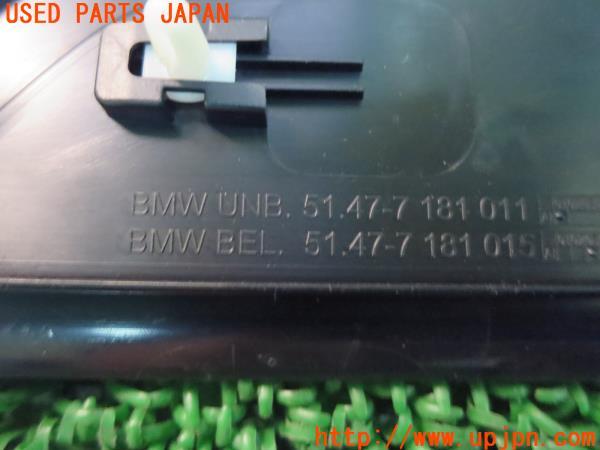 USED PARTS JAPAN
BMW UNB. 51.47-7 181 011
BMW BEL. 51.47-7 181 015
http://www.upjpn.com/